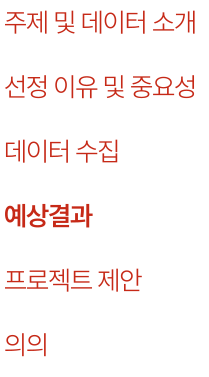 주제 및 데이터 소개
선정 이유 및 중요성
데이터 수집
예상결과
프로젝트 제안
의의